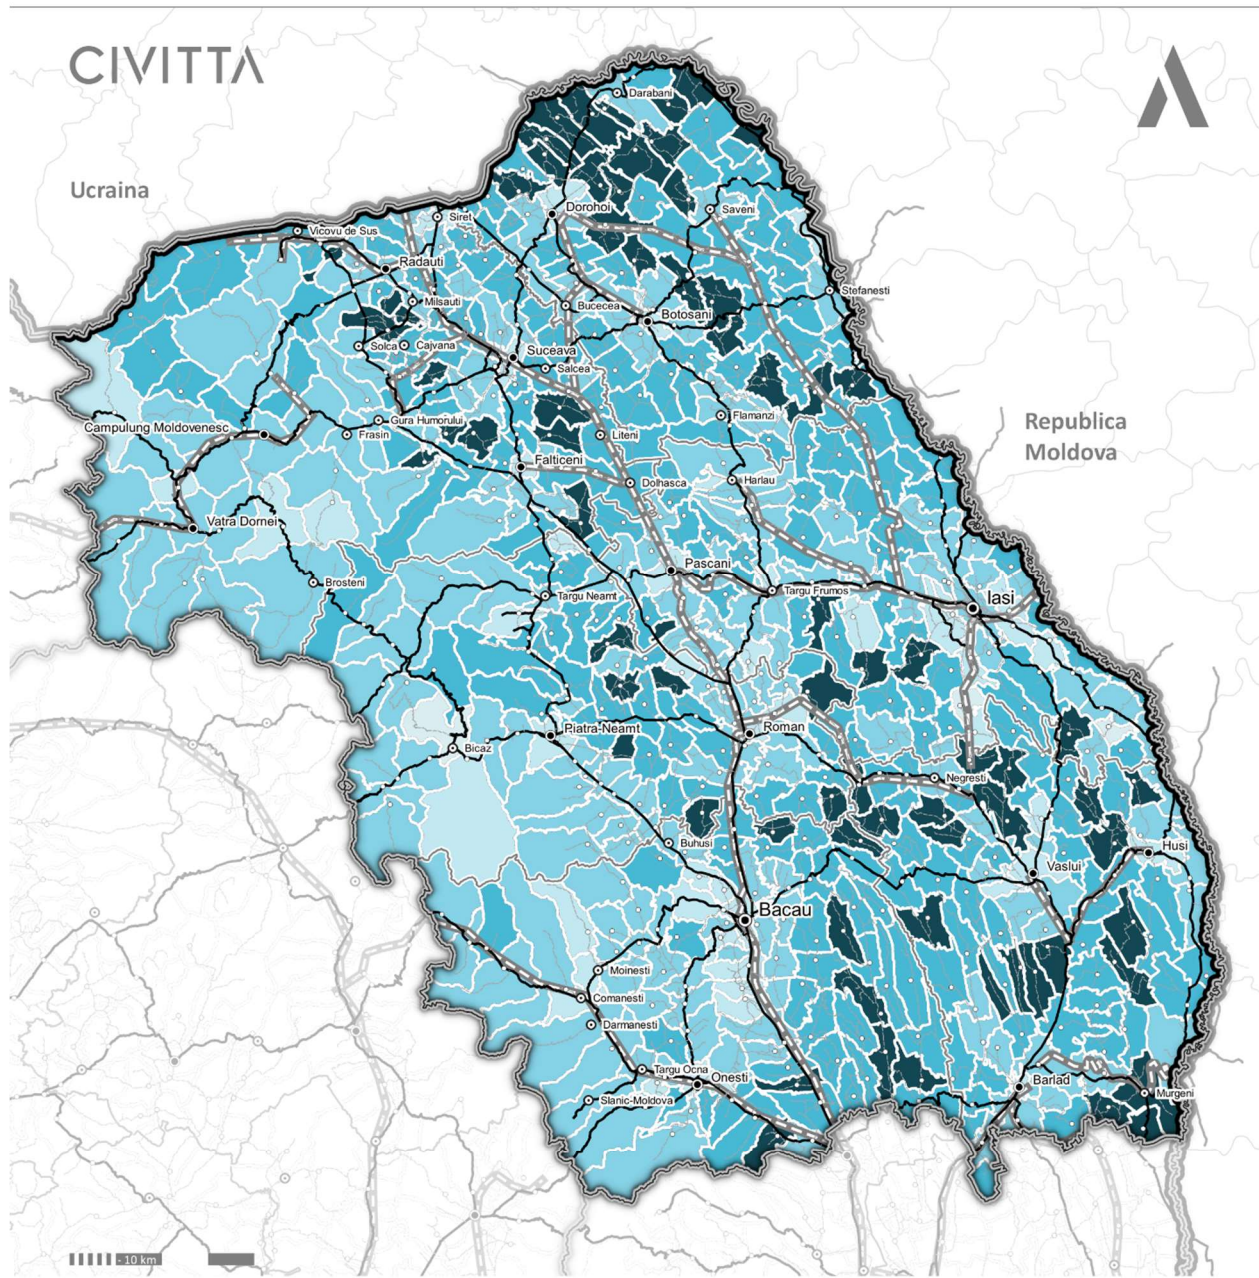 CIVITTA
Ucraina
Republica
Moldova
Darabani
Dorohoi
Saveni
Siret
Vicovu de Sus
Radauti
Milsauti
Bucecea
Botosani
Stefanesti
Solca
Cajvana
Suceava
Salcea
Campulung Moldovenesc
Gura Humorului
Frasin
Liteni
Flamanzi
Falticeni
Dolhasca
Harlau
Vatra Dornei
Brosteni
Targu Neamt
Pascani
Targu Frumos
Iasi
Piatra-Neamt
Roman
Bicaz
Negresti
Buhusi
Husi
Vaslui
Bacau
Moinesti
Comanesti
Darmanesti
Targu Ocna
Onesti
Slanic-Moldova
Barlad
Murgeni
- 10 km